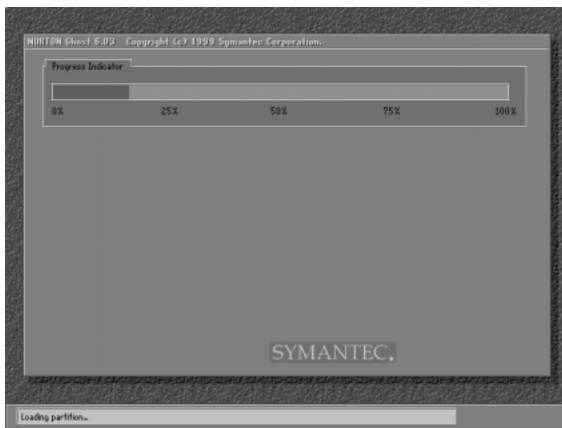 NORTON Ghost 6.03 Copyright (c) 1999 Symantec Corporation.
Progress Indicator
0% 25% 50% 75% 100%
SYMANTEC.
Loading partition...